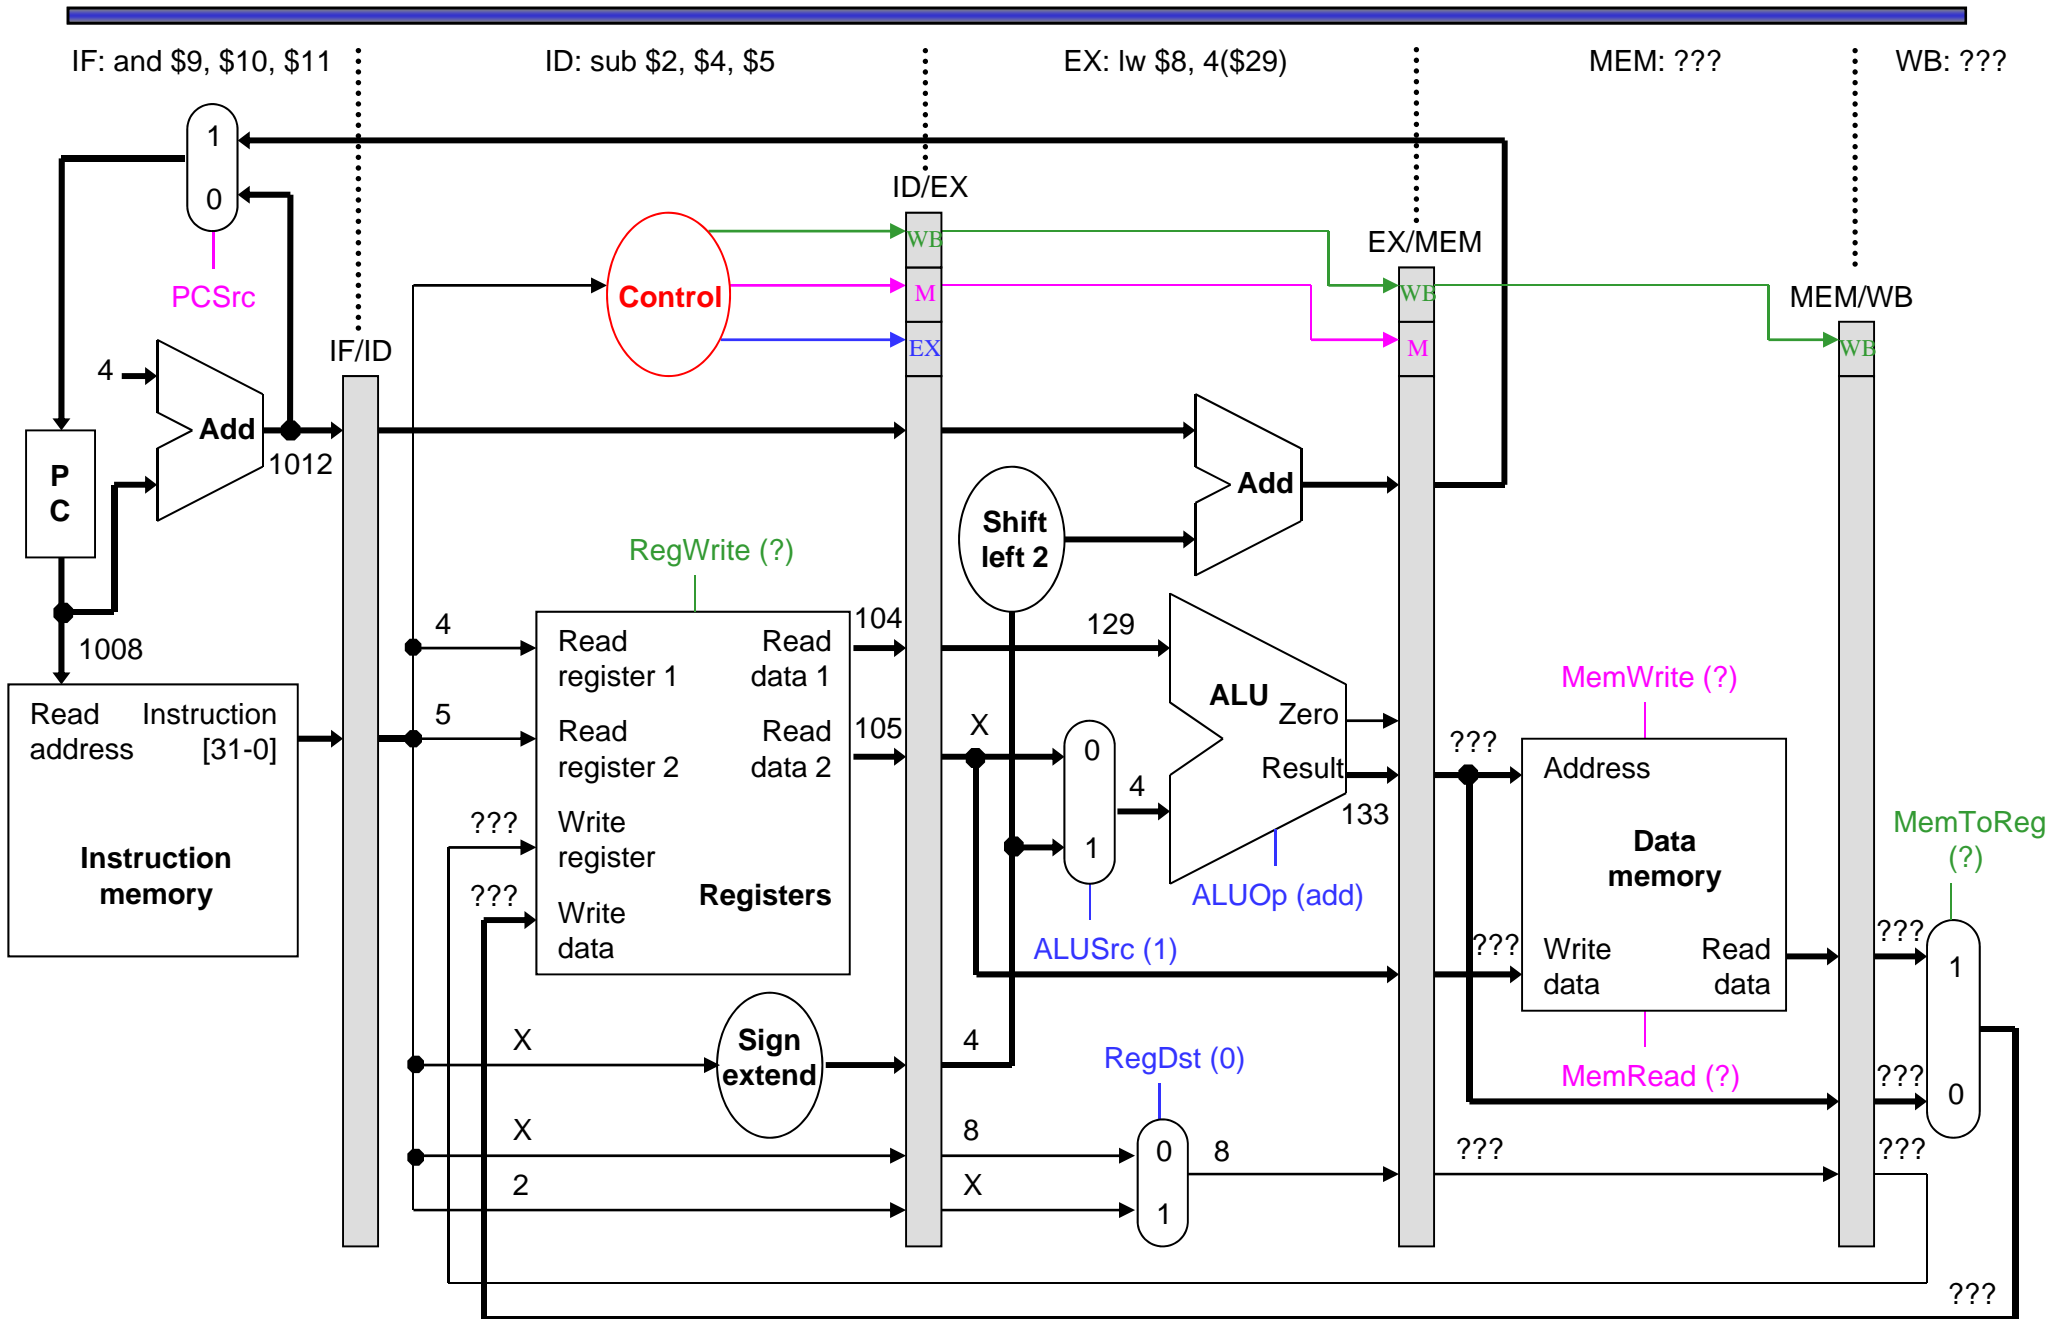 IF: and $9, $10, $11
ID: sub $2, $4, $5
EX: lw $8, 4($29)
MEM: ???
WB: ???
1
0
PCSrc
4
Add
1012
P
C
1008
Read
address
Instruction
[31-0]
Instruction
memory
IF/ID
Control
ID/EX
WB
M
EX
RegWrite (?)
4
5
???
???
Read
register 1
Read
data 1
Read
register 2
Read
data 2
Write
register
Write
data
Registers
104
105
X
Sign
extend
X
2
Shift
left 2
Add
129
X
0
1
4
ALU
Zero
Result
133
ALUOp (add)
ALUSrc (1)
4
RegDst (0)
8
X
0
1
8
EX/MEM
WB
M
???
???
???
MemWrite (?)
Address
Data
memory
Write
data
Read
data
MemRead (?)
MEM/WB
WB
MemToReg
(?)
???
1
???
0
???
???